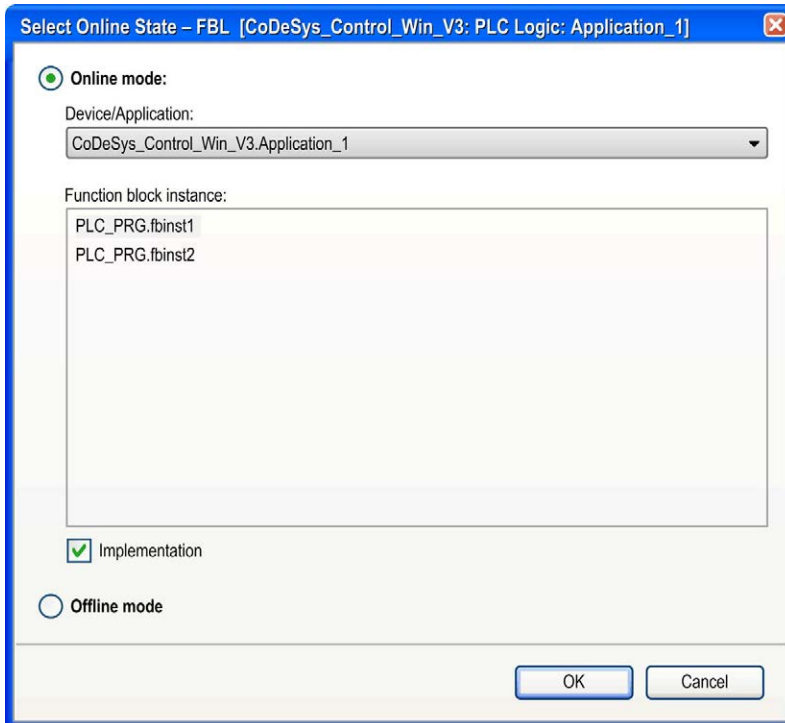 Select Online State – FBL [CoDeSys_Control_Win_V3: PLC Logic: Application_1]
Online mode:
Device/Application:
CoDeSys_Control_Win_V3.Application_1
Function block instance:
PLC_PRG.fbinst1
PLC_PRG.fbinst2
Implementation
Offline mode
OK Cancel